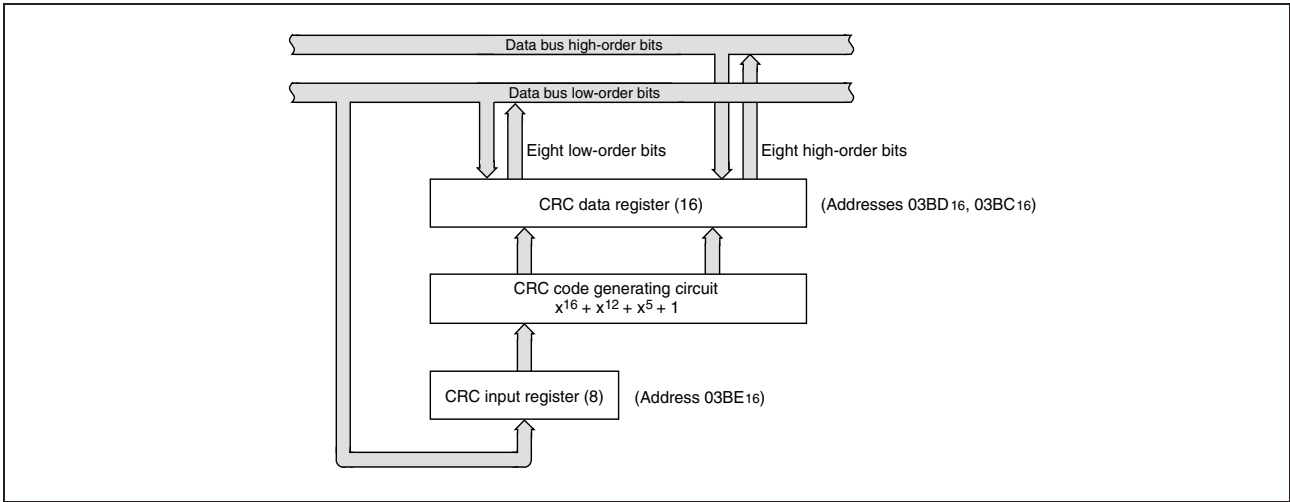 Data bus high-order bits
Data bus low-order bits
Eight low-order bits
Eight high-order bits
CRC data register (16)
(Addresses 03BD16, 03BC16)
CRC code generating circuit
x16 + x12 + x5 + 1
CRC input register (8)
(Address 03BE16)